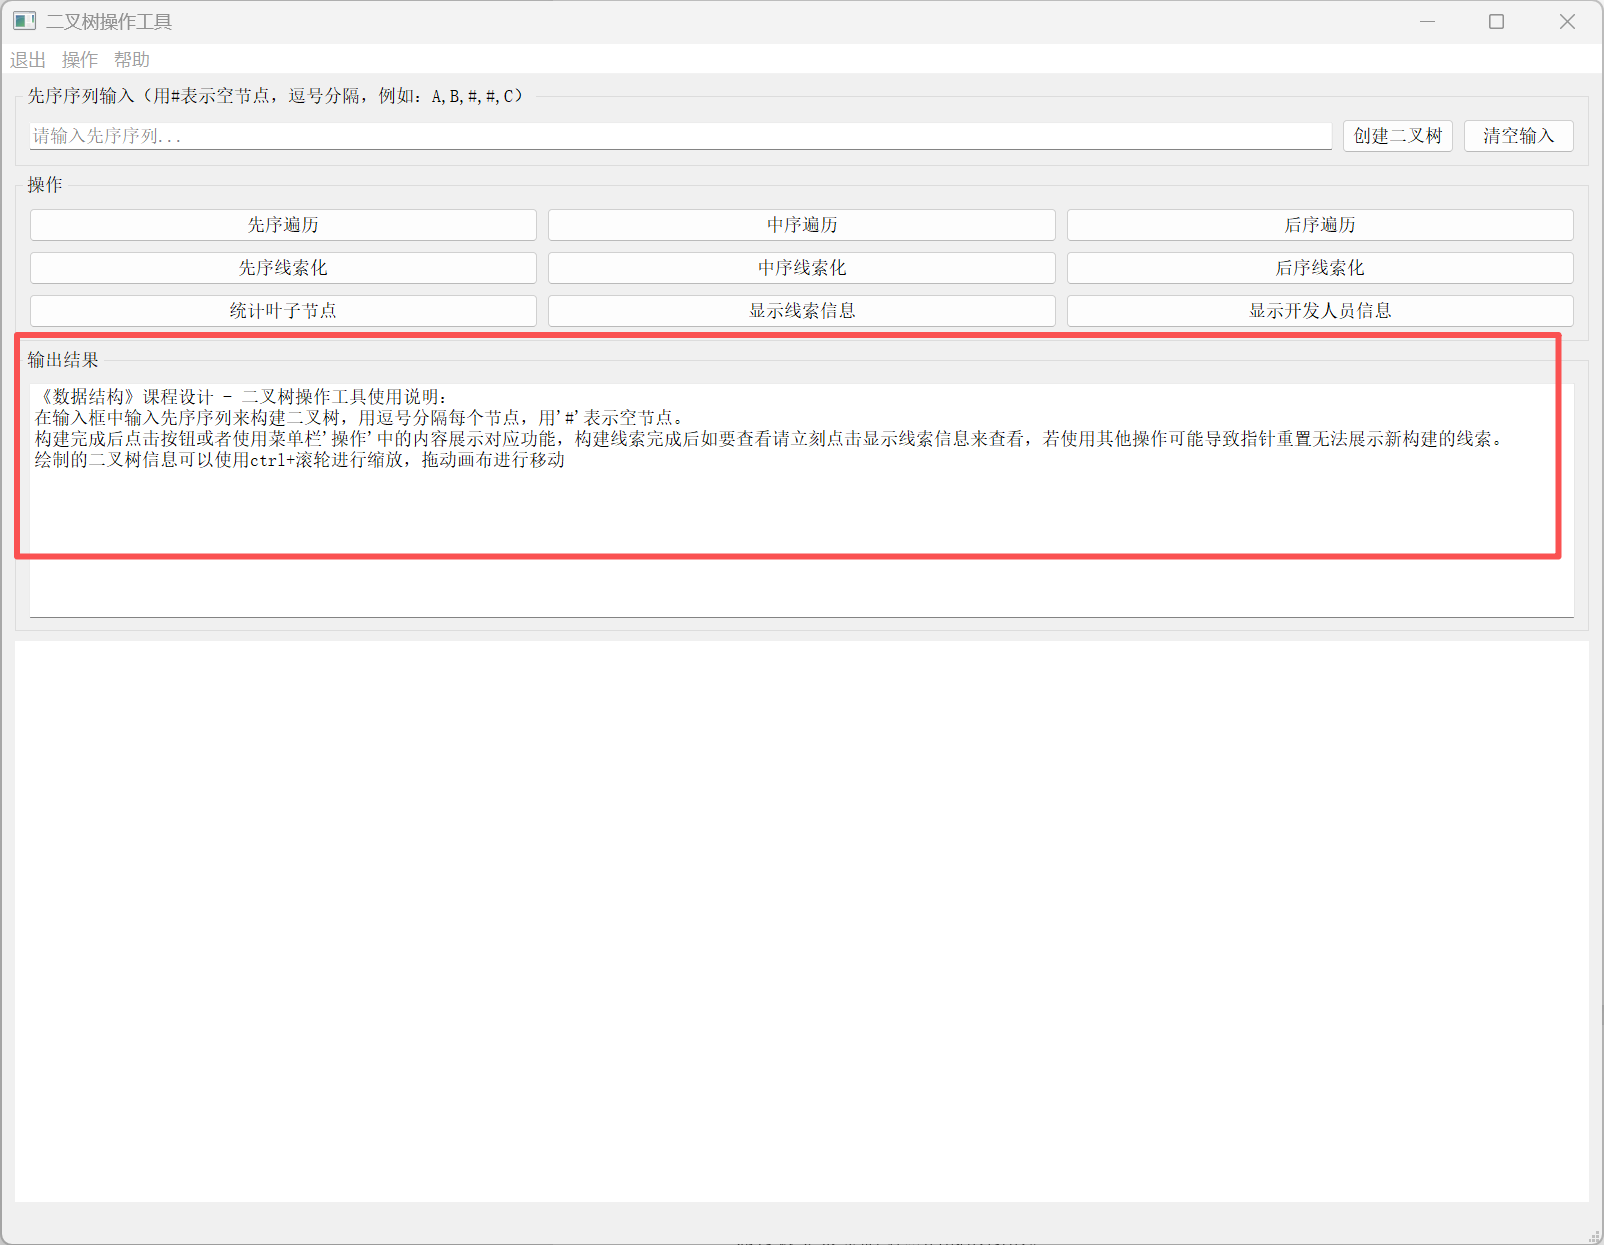 二叉树操作工具
退出 操作 帮助
先序序列输入（用#表示空节点，逗号分隔，例如：A,B,#,#,C）
请输入先序序列... 创建二叉树 清空输入
操作
先序遍历 中序遍历 后序遍历
先序线索化 中序线索化 后序线索化
统计叶子节点 显示线索信息 显示开发人员信息
输出结果
《数据结构》课程设计 - 二叉树操作工具使用说明：
在输入框中输入先序序列来构建二叉树，用逗号分隔每个节点，用'#'表示空节点。
构建完成后点击按钮或者使用菜单栏'操作'中的内容展示对应功能，构建线索完成后如要查看请立刻点击显示线索信息来查看，若使用其他操作可能导致指针重置无法展示新构建的线索。
绘制的二叉树信息可以使用ctrl+滚轮进行缩放，拖动画布进行移动